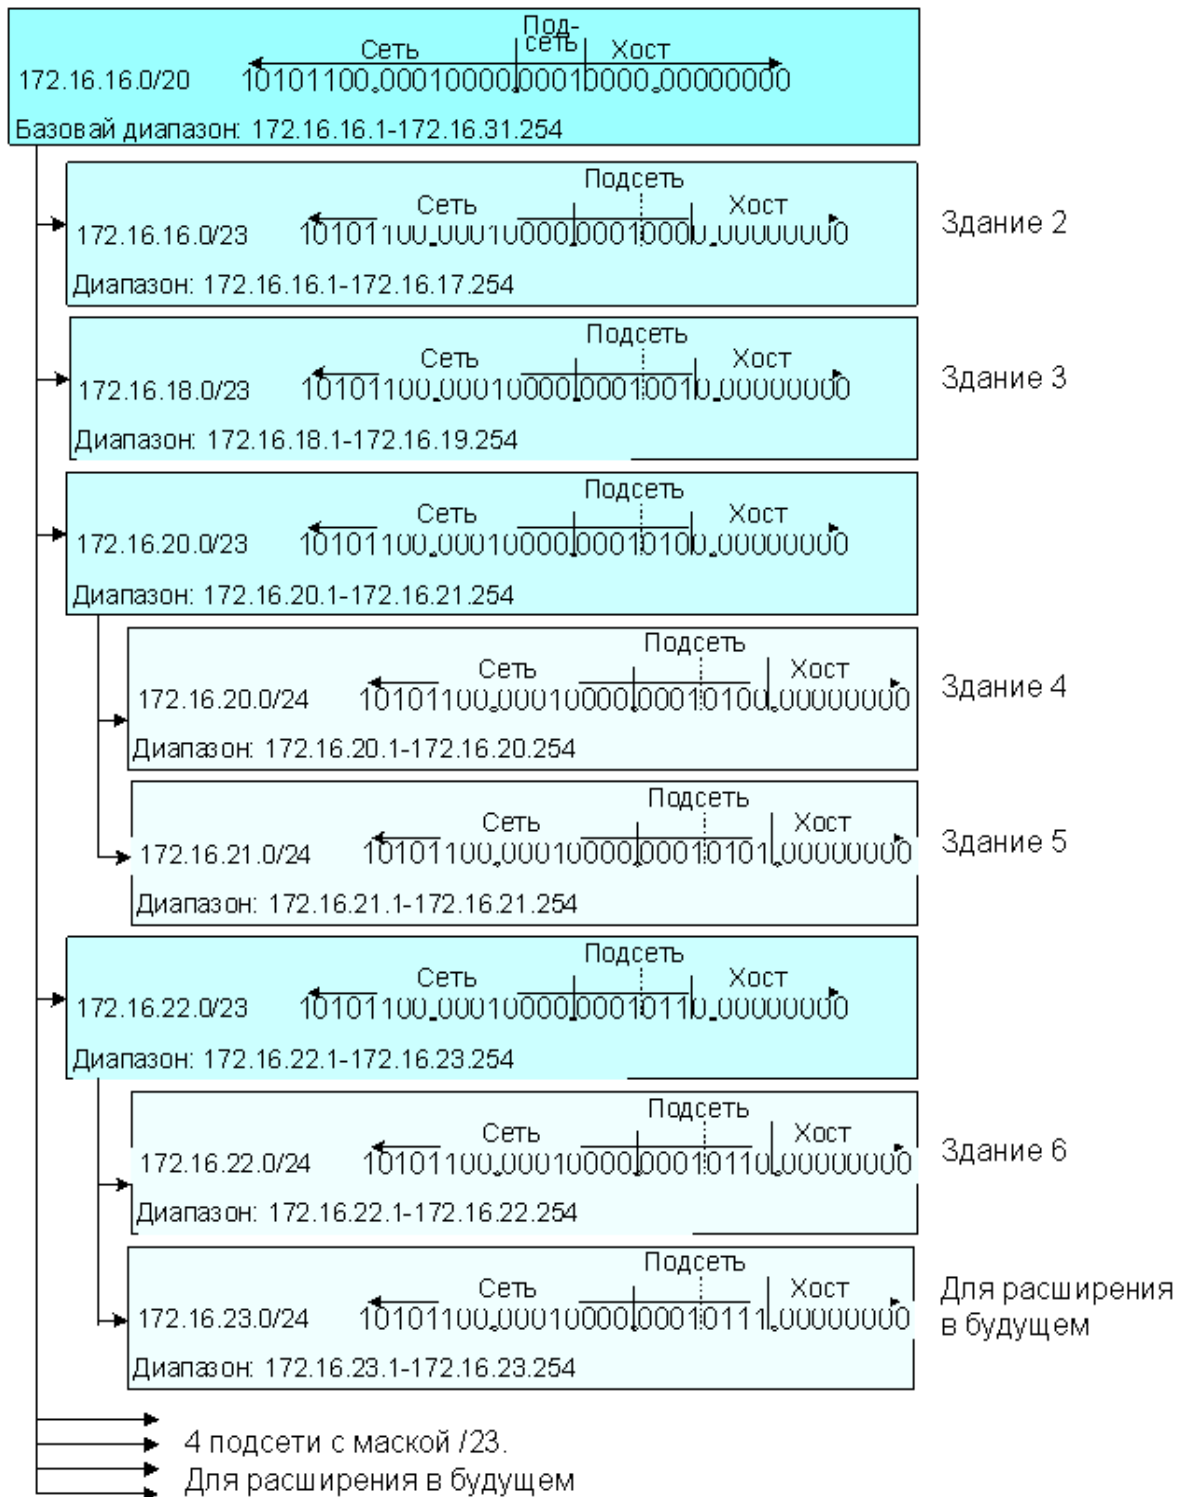 Под-
Сеть сеть Хост
172.16.16.0/20 10101100.00010000.00010000.00000000
Базовай диапазон: 172.16.16.1-172.16.31.254
Подсеть
Сеть Хост
172.16.16.0/23 10101100.00010000.00010000.00000000
Здание 2
Диапазон: 172.16.16.1-172.16.17.254
Подсеть
Сеть Хост
172.16.18.0/23 10101100.00010000.00010010.00000000
Здание 3
Диапазон: 172.16.18.1-172.16.19.254
Подсеть
Сеть Хост
172.16.20.0/23 10101100.00010000.00010100.00000000
Диапазон: 172.16.20.1-172.16.21.254
Подсеть
Сеть Хост
172.16.20.0/24 10101100.00010000.00010100.00000000
Здание 4
Диапазон: 172.16.20.1-172.16.20.254
Подсеть
Сеть Хост
172.16.21.0/24 10101100.00010000.00010101.00000000
Здание 5
Диапазон: 172.16.21.1-172.16.21.254
Подсеть
Сеть Хост
172.16.22.0/23 10101100.00010000.00010110.00000000
Диапазон: 172.16.22.1-172.16.23.254
Подсеть
Сеть Хост
172.16.22.0/24 10101100.00010000.00010110.00000000
Здание 6
Диапазон: 172.16.22.1-172.16.22.254
Подсеть
Сеть Хост
172.16.23.0/24 10101100.00010000.00010111.00000000
Для расширения
в будущем
Диапазон: 172.16.23.1-172.16.23.254
4 подсети с маской /23.
Для расширения в будущем